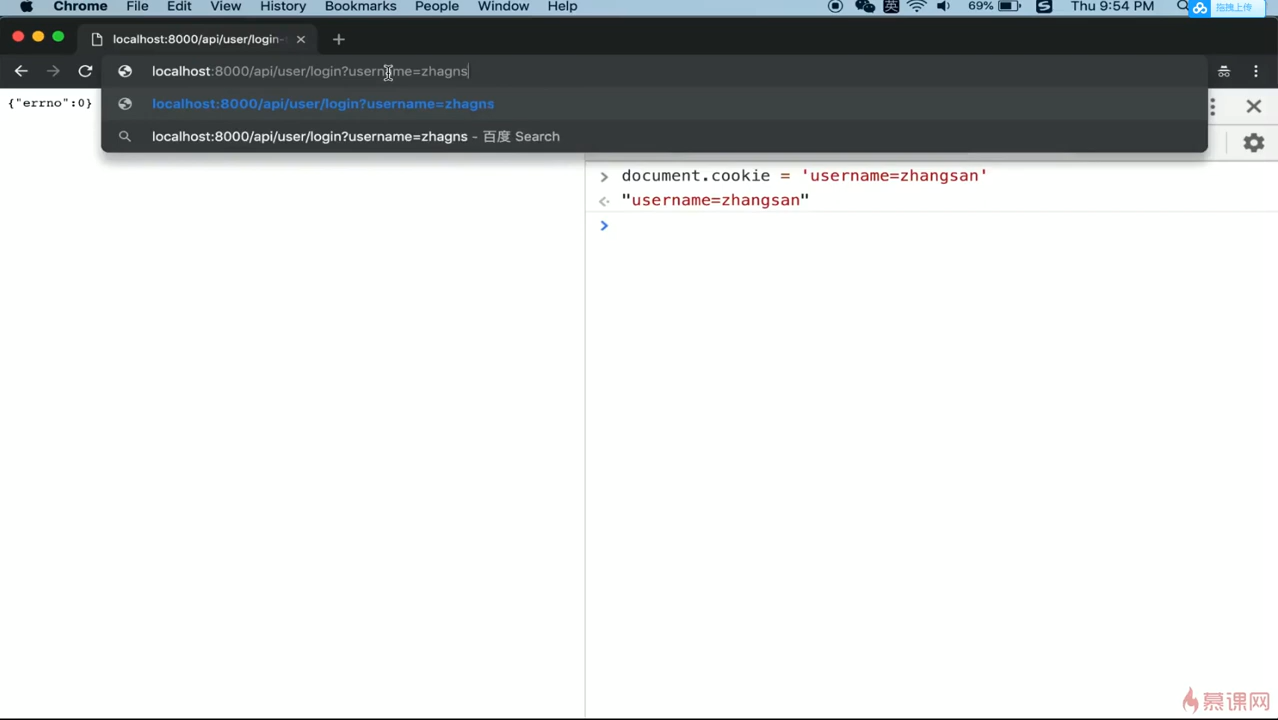 Chrome File Edit View History Bookmarks People Window Help 英 69% S Thu 9:54 PM 拖拽上传
localhost:8000/api/user/login-
localhost:8000/api/user/login?username=zhagns
{"errno":0}
localhost:8000/api/user/login?username=zhagns
localhost:8000/api/user/login?username=zhagns - 百度 Search
> document.cookie = 'username=zhangsan'
"username=zhangsan"
>
慕课网